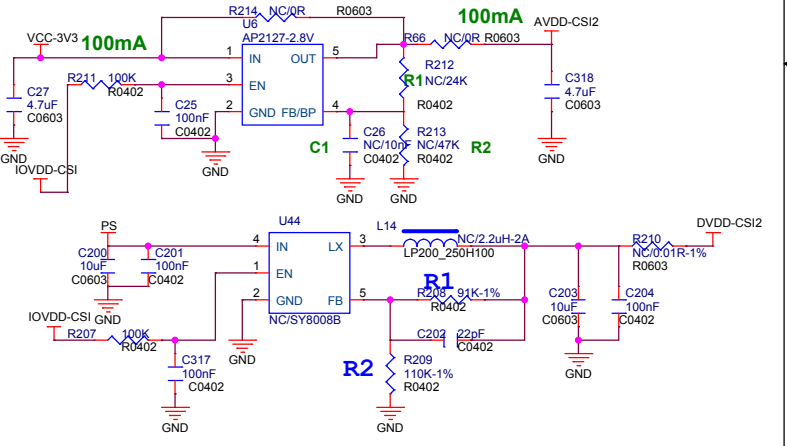 R214 NC/0R R0603
U6
AP2127-2.8V
VCC-3V3
100mA
100mA
AVDD-CSI2
R66 NC/0R R0603
1 IN OUT 5
3 EN
2 GND FB/BP 4
R211 100K
R0402
C27
4.7uF
C0603
C25
100nF
C0402
R1
R212
NC/24K
R0402
C318
4.7uF
C0603
C1
C26
NC/10nF
C0402
R213
NC/47K
R0402
R2
GND
GND
GND
GND
GND
IOVDD-CSI
U44
PS
4 IN LX 3
1 EN
2 GND FB 5
NC/SY8008B
L14
NC/2.2uH-2A
LP200_250H100
DVDD-CSI2
R210
NC/0.01R-1%
R0603
C200
10uF
C0603
C201
100nF
C0402
R1
R208 91K-1%
R0402
C203
10uF
C0603
C204
100nF
C0402
GND
IOVDD-CSI
R207 100K
R0402
C202 22pF
C0402
C317
100nF
C0402
GND
R2
R209
110K-1%
R0402
GND
GND
GND